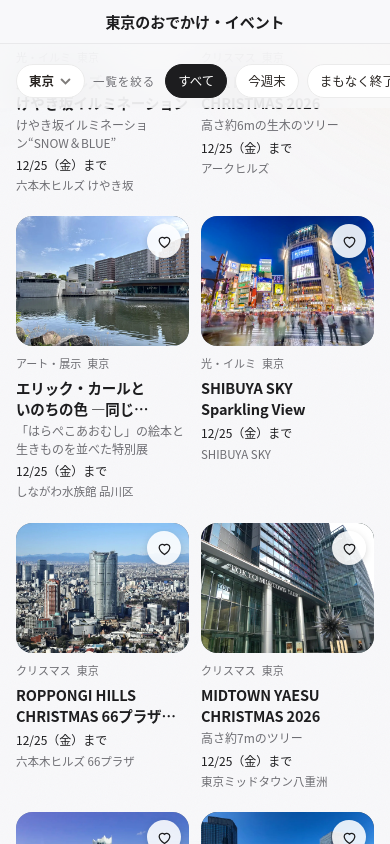 東京のおでかけ・イベント
東京
一覧を絞る
すべて
今週末
まもなく終了
けやき坂イルミネーション
CHRISTMAS 2026
けやき坂イルミネーショ
ン“SNOW＆BLUE”
12/25（金）まで
六本木ヒルズ けやき坂
高さ約6mの生木のツリー
12/25（金）まで
アークヒルズ
アート・展示 東京
エリック・カールと
いのちの色 ―同じ…
「はらぺこあおむし」の絵本と
生きものを並べた特別展
12/25（金）まで
しながわ水族館 品川区
光・イルミ 東京
SHIBUYA SKY
Sparkling View
12/25（金）まで
SHIBUYA SKY
TOKYO MIDTOWN YAESU
クリスマス 東京
ROPPONGI HILLS
CHRISTMAS 66プラザ…
12/25（金）まで
六本木ヒルズ 66プラザ
クリスマス 東京
MIDTOWN YAESU
CHRISTMAS 2026
高さ約7mのツリー
12/25（金）まで
東京ミッドタウン八重洲